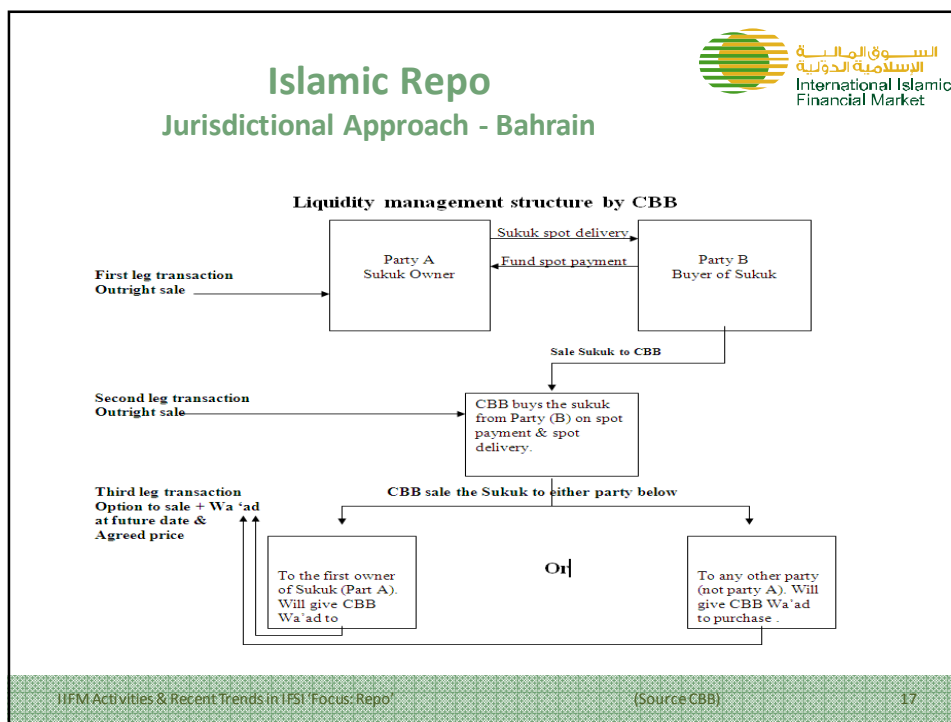 السوق المالية
الإسلامية الدولية
International Islamic
Financial Market
Islamic Repo
Jurisdictional Approach - Bahrain
Liquidity management structure by CBB
Sukuk spot delivery
Party A
Sukuk Owner
Fund spot payment
Party B
Buyer of Sukuk
First leg transaction
Outright sale
Sale Sukuk to CBB
Second leg transaction
Outright sale
CBB buys the sukuk
from Party (B) on spot
payment & spot
delivery.
Third leg transaction
Option to sale + Wa ‘ad
at future date &
Agreed price
CBB sale the Sukuk to either party below
To the first owner
of Sukuk (Part A).
Will give CBB
Wa’ad to
Or
To any other party
(not party A). Will
give CBB Wa’ad
to purchase .
IIFM Activities & Recent Trends in IFSI ‘Focus: Repo’
(Source CBB)
17